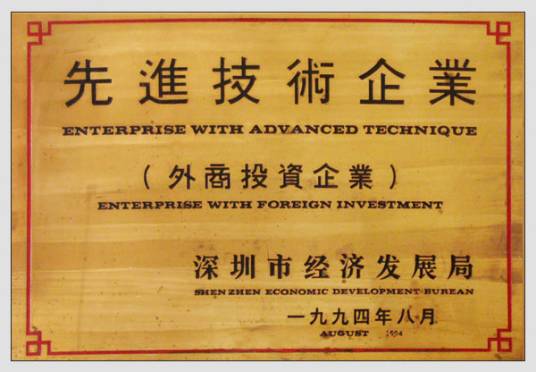 先進技術企業
ENTERPRISE WITH ADVANCED TECHNIQUE
(外商投資企業)
ENTERPRISE WITH FOREIGN INVESTMENT
深圳市经济发展局
SHENZHEN ECONOMIC DEVELOPMENT BUREAN
一九九四年八月
AUGUST 1994